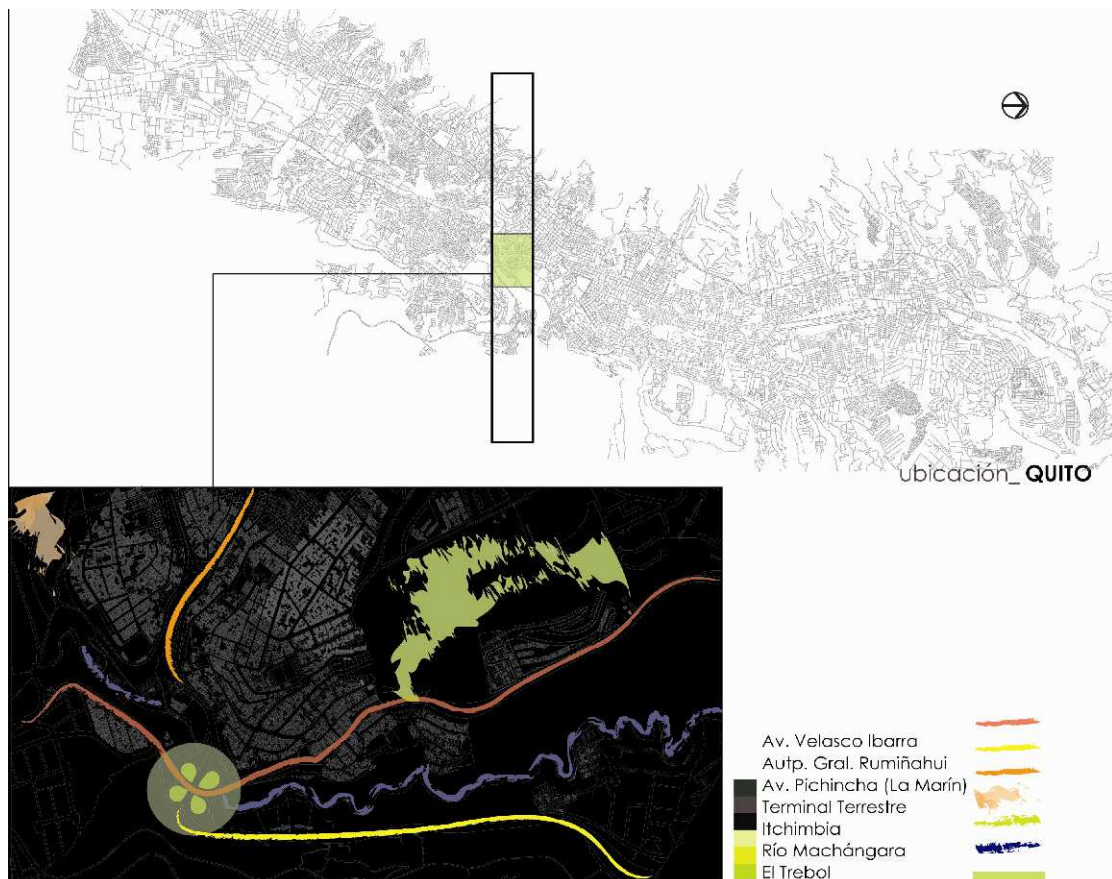 ubicación_ QUITO
Av. Velasco Ibarra
Autp. Gral. Rumiñahui
Av. Pichincha (La Marín)
Terminal Terrestre
Itchimbia
Río Machángara
El Trebol